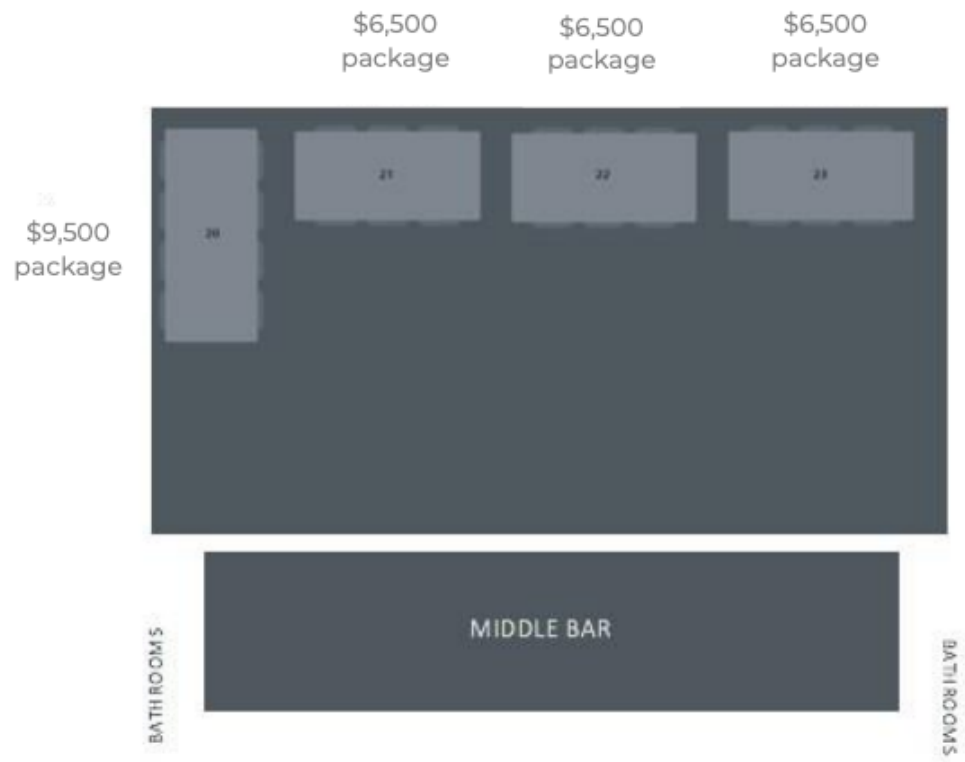 $6,500
package
$6,500
package
$6,500
package
21
22
23
$9,500
package
20
MIDDLE BAR
BATHROOMS
BATHROOMS